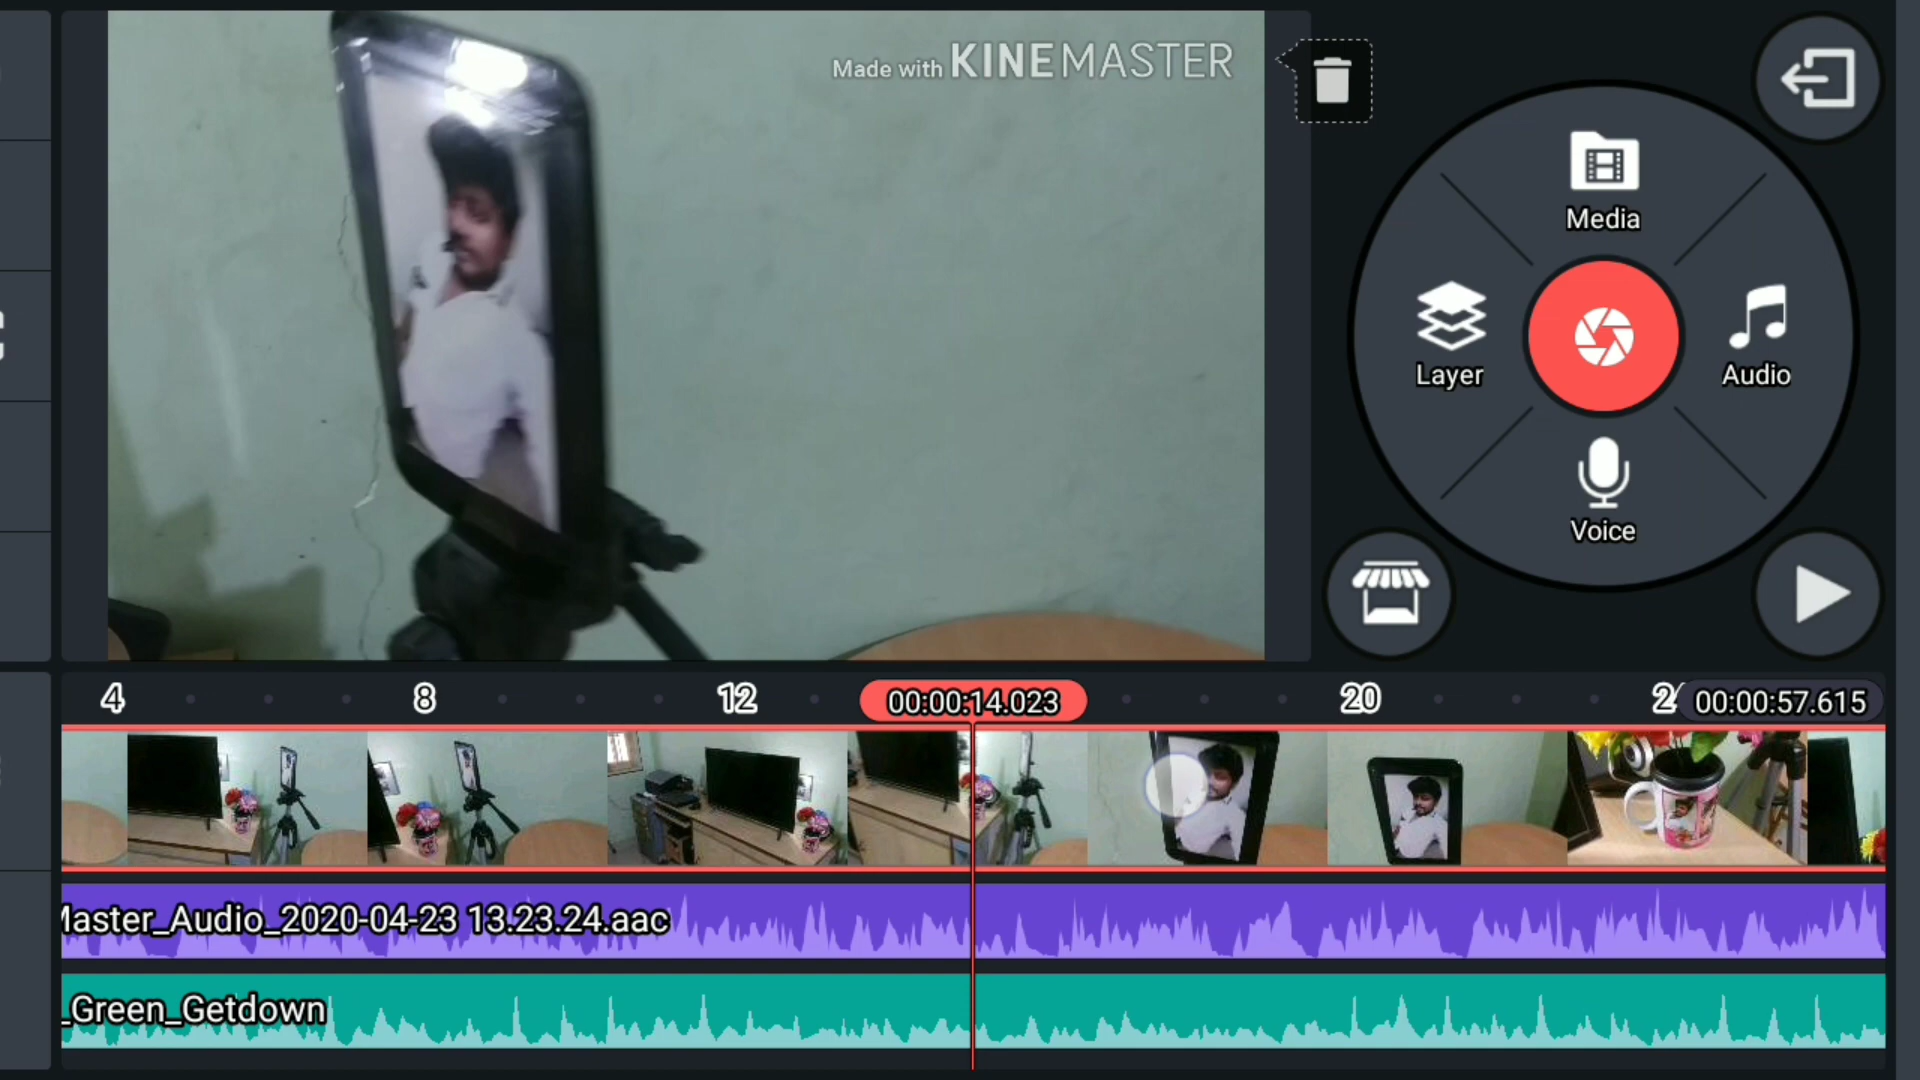 Made with KINEMASTER
Media
Layer
Audio
Voice
4
8
12
00:00:14.023
20
00:00:57.615
Master_Audio_2020-04-23 13.23.24.aac
_Green_Getdown